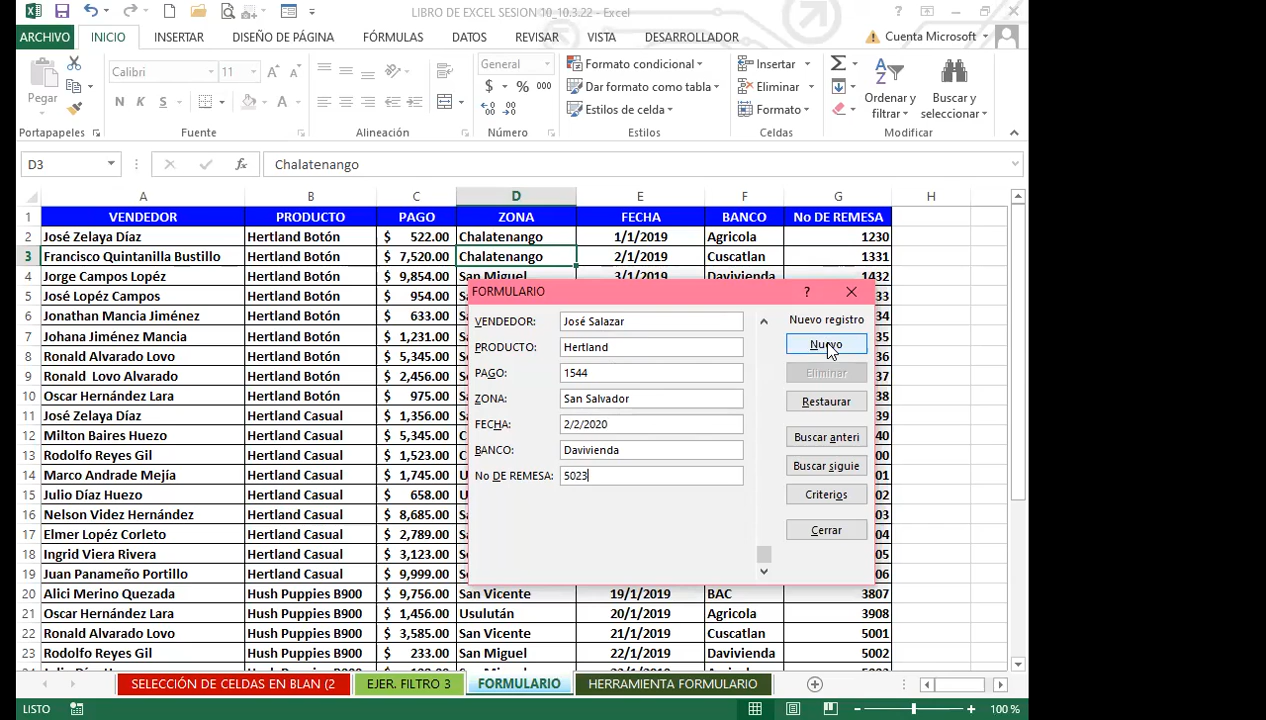 LIBRO DE EXCEL SESION 10_10.3.22 - Excel
ARCHIVO INICIO INSERTAR DISEÑO DE PÁGINA FÓRMULAS DATOS REVISAR VISTA DESARROLLADOR Cuenta Microsoft
Pegar
Calibri 11
N K S
General
$ % 000
Formato condicional
Dar formato como tabla
Estilos de celda
Insertar
Eliminar
Formato
Ordenar y filtrar
Buscar y seleccionar
Portapapeles Fuente Alineación Número Estilos Celdas Modificar
D3 fx Chalatenango
A B C D E F G H
1 VENDEDOR PRODUCTO PAGO ZONA FECHA BANCO No DE REMESA
2 José Zelaya Díaz Hertland Botón $ 522.00 Chalatenango 1/1/2019 Agricola 1230
3 Francisco Quintanilla Bustillo Hertland Botón $ 7,520.00 Chalatenango 2/1/2019 Cuscatlan 1331
4 Jorge Campos Lopéz Hertland Botón $ 9,854.00 San Miguel 3/1/2019 Davivienda 1432
5 José Lopéz Campos Hertland Botón $ 954.00 33
6 Jonathan Mancia Jiménez Hertland Botón $ 633.00 34
7 Johana Jiménez Mancia Hertland Botón $ 1,231.00 35
8 Ronald Alvarado Lovo Hertland Botón $ 5,345.00 36
9 Ronald Lovo Alvarado Hertland Botón $ 2,456.00 37
10 Oscar Hernández Lara Hertland Botón $ 975.00 38
11 José Zelaya Díaz Hertland Casual $ 1,356.00 39
12 Milton Baires Huezo Hertland Casual $ 5,345.00 40
13 Rodolfo Reyes Gil Hertland Casual $ 1,523.00 00
14 Marco Andrade Mejía Hertland Casual $ 1,745.00 01
15 Julio Díaz Huezo Hertland Casual $ 658.00 02
16 Nelson Videz Hernández Hertland Casual $ 8,685.00 03
17 Elmer Lopéz Corleto Hertland Casual $ 2,789.00 04
18 Ingrid Viera Rivera Hertland Casual $ 3,123.00 05
19 Juan Panameño Portillo Hertland Casual $ 9,999.00 06
20 Alici Merino Quezada Hush Puppies B900 $ 9,756.00 San Vicente 19/1/2019 BAC 3807
21 Oscar Hernández Lara Hush Puppies B900 $ 1,456.00 Usulután 20/1/2019 Agricola 3908
22 Ronald Alvarado Lovo Hush Puppies B900 $ 3,585.00 San Vicente 21/1/2019 Cuscatlan 5001
23 Rodolfo Reyes Gil Hush Puppies B900 $ 233.00 San Miguel 22/1/2019 Davivienda 5002
FORMULARIO ?
VENDEDOR: José Salazar
PRODUCTO: Hertland
PAGO: 1544
ZONA: San Salvador
FECHA: 2/2/2020
BANCO: Davivienda
No DE REMESA: 5023
Nuevo registro
Nuevo
Eliminar
Restaurar
Buscar anteri
Buscar siguie
Criterios
Cerrar
SELECCIÓN DE CELDAS EN BLAN (2 EJER. FILTRO 3 FORMULARIO HERRAMIENTA FORMULARIO
LISTO 100 %